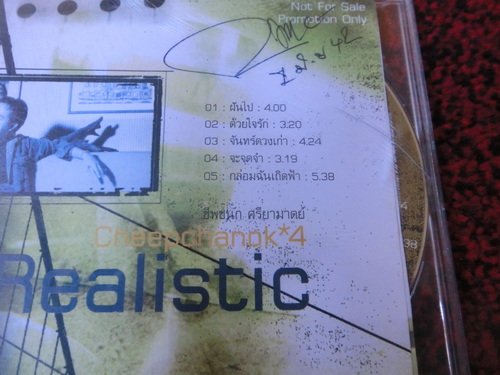 Not For Sale
Promotion Only
01 : ฝันไป : 4.00
02 : ด้วยใจรัก : 3.20
03 : จันทร์ดวงเก่า : 4.24
04 : จะจุดจำ : 3.19
05 : กล่อมฉันเถิดฟ้า : 5.38
ชีพชนก ศรียามาตย์
Cheepchanok*4
Realistic